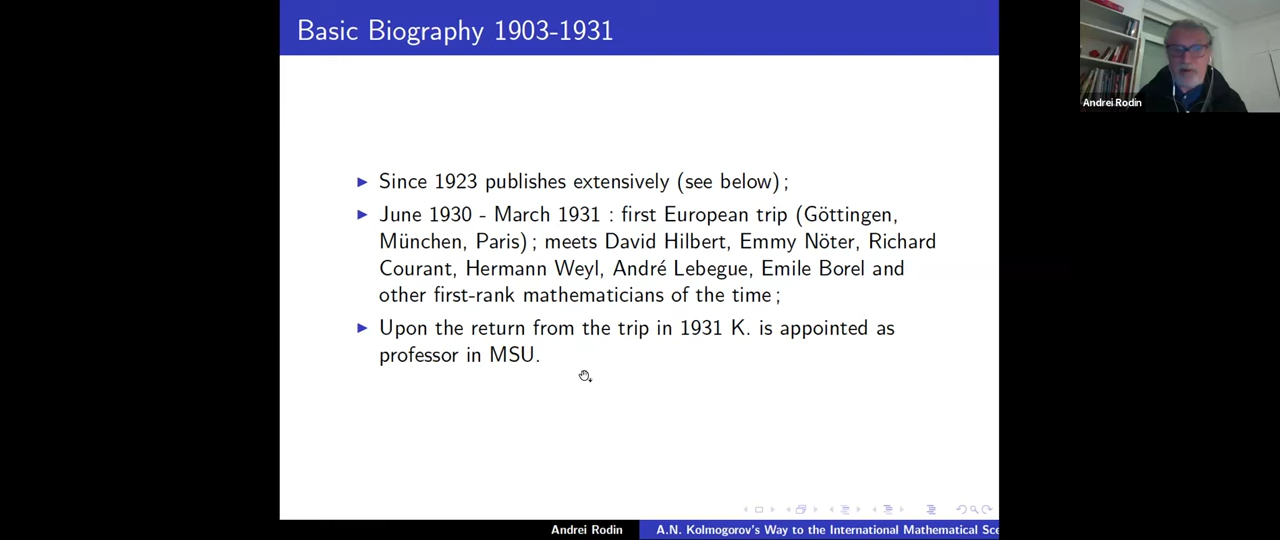 Basic Biography 1903-1931
Andrei Rodin
Since 1923 publishes extensively (see below) ;
June 1930 - March 1931 : first European trip (Göttingen,
München, Paris) ; meets David Hilbert, Emmy Nöter, Richard
Courant, Hermann Weyl, André Lebegue, Emile Borel and
other first-rank mathematicians of the time ;
Upon the return from the trip in 1931 K. is appointed as
professor in MSU.
Andrei Rodin
A.N. Kolmogorov's Way to the International Mathematical Sce